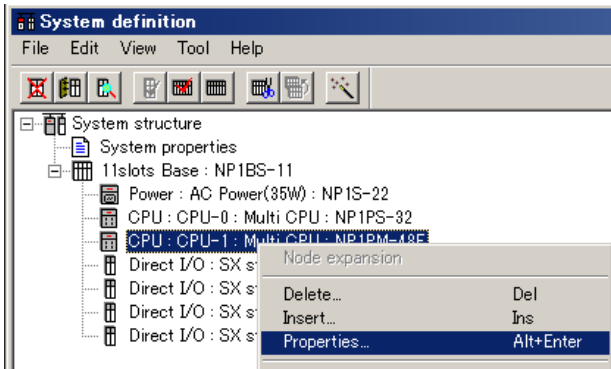 System definition
File Edit View Tool Help
System structure
System properties
11slots Base : NP1BS-11
Power : AC Power(35W) : NP1S-22
CPU : CPU-0 : Multi CPU : NP1PS-32
CPU : CPU-1 : Multi CPU : NP1PM-48E
Node expansion
Direct I/O : SX s
Direct I/O : SX s
Delete... Del
Direct I/O : SX s
Insert... Ins
Direct I/O : SX s
Properties... Alt+Enter